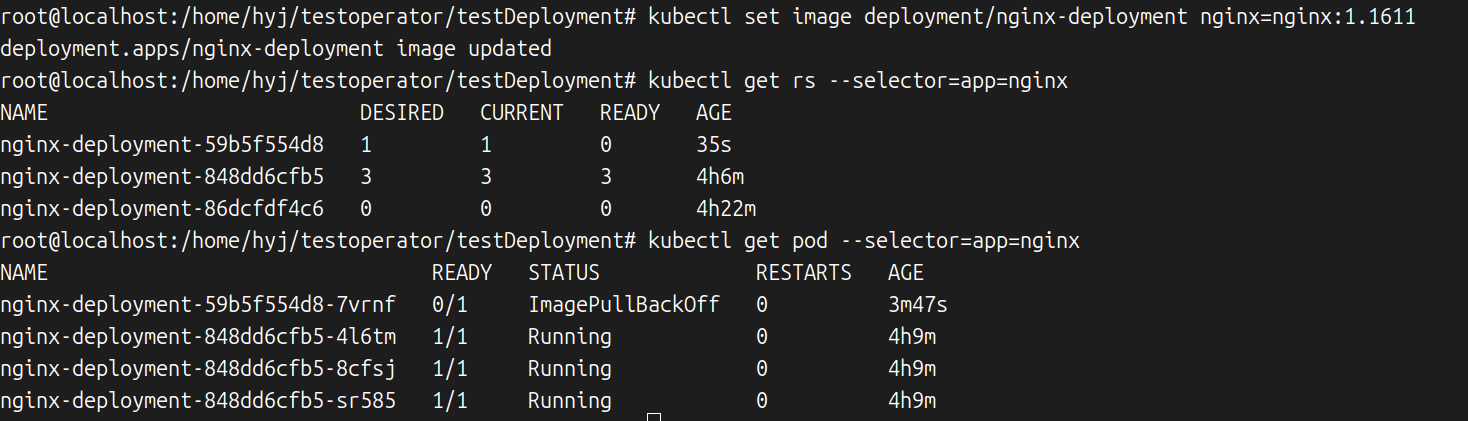 root@localhost:/home/hyj/testoperator/testDeployment# kubectl set image deployment/nginx-deployment nginx=nginx:1.1611
deployment.apps/nginx-deployment image updated
root@localhost:/home/hyj/testoperator/testDeployment# kubectl get rs --selector=app=nginx
NAME                          DESIRED   CURRENT   READY   AGE
nginx-deployment-59b5f554d8   1         1         0       35s
nginx-deployment-848dd6cfb5   3         3         3       4h6m
nginx-deployment-86dcfdf4c6   0         0         0       4h22m
root@localhost:/home/hyj/testoperator/testDeployment# kubectl get pod --selector=app=nginx
NAME                                READY   STATUS             RESTARTS   AGE
nginx-deployment-59b5f554d8-7vrnf   0/1     ImagePullBackOff   0          3m47s
nginx-deployment-848dd6cfb5-4l6tm   1/1     Running            0          4h9m
nginx-deployment-848dd6cfb5-8cfsj   1/1     Running            0          4h9m
nginx-deployment-848dd6cfb5-sr585   1/1     Running            0          4h9m